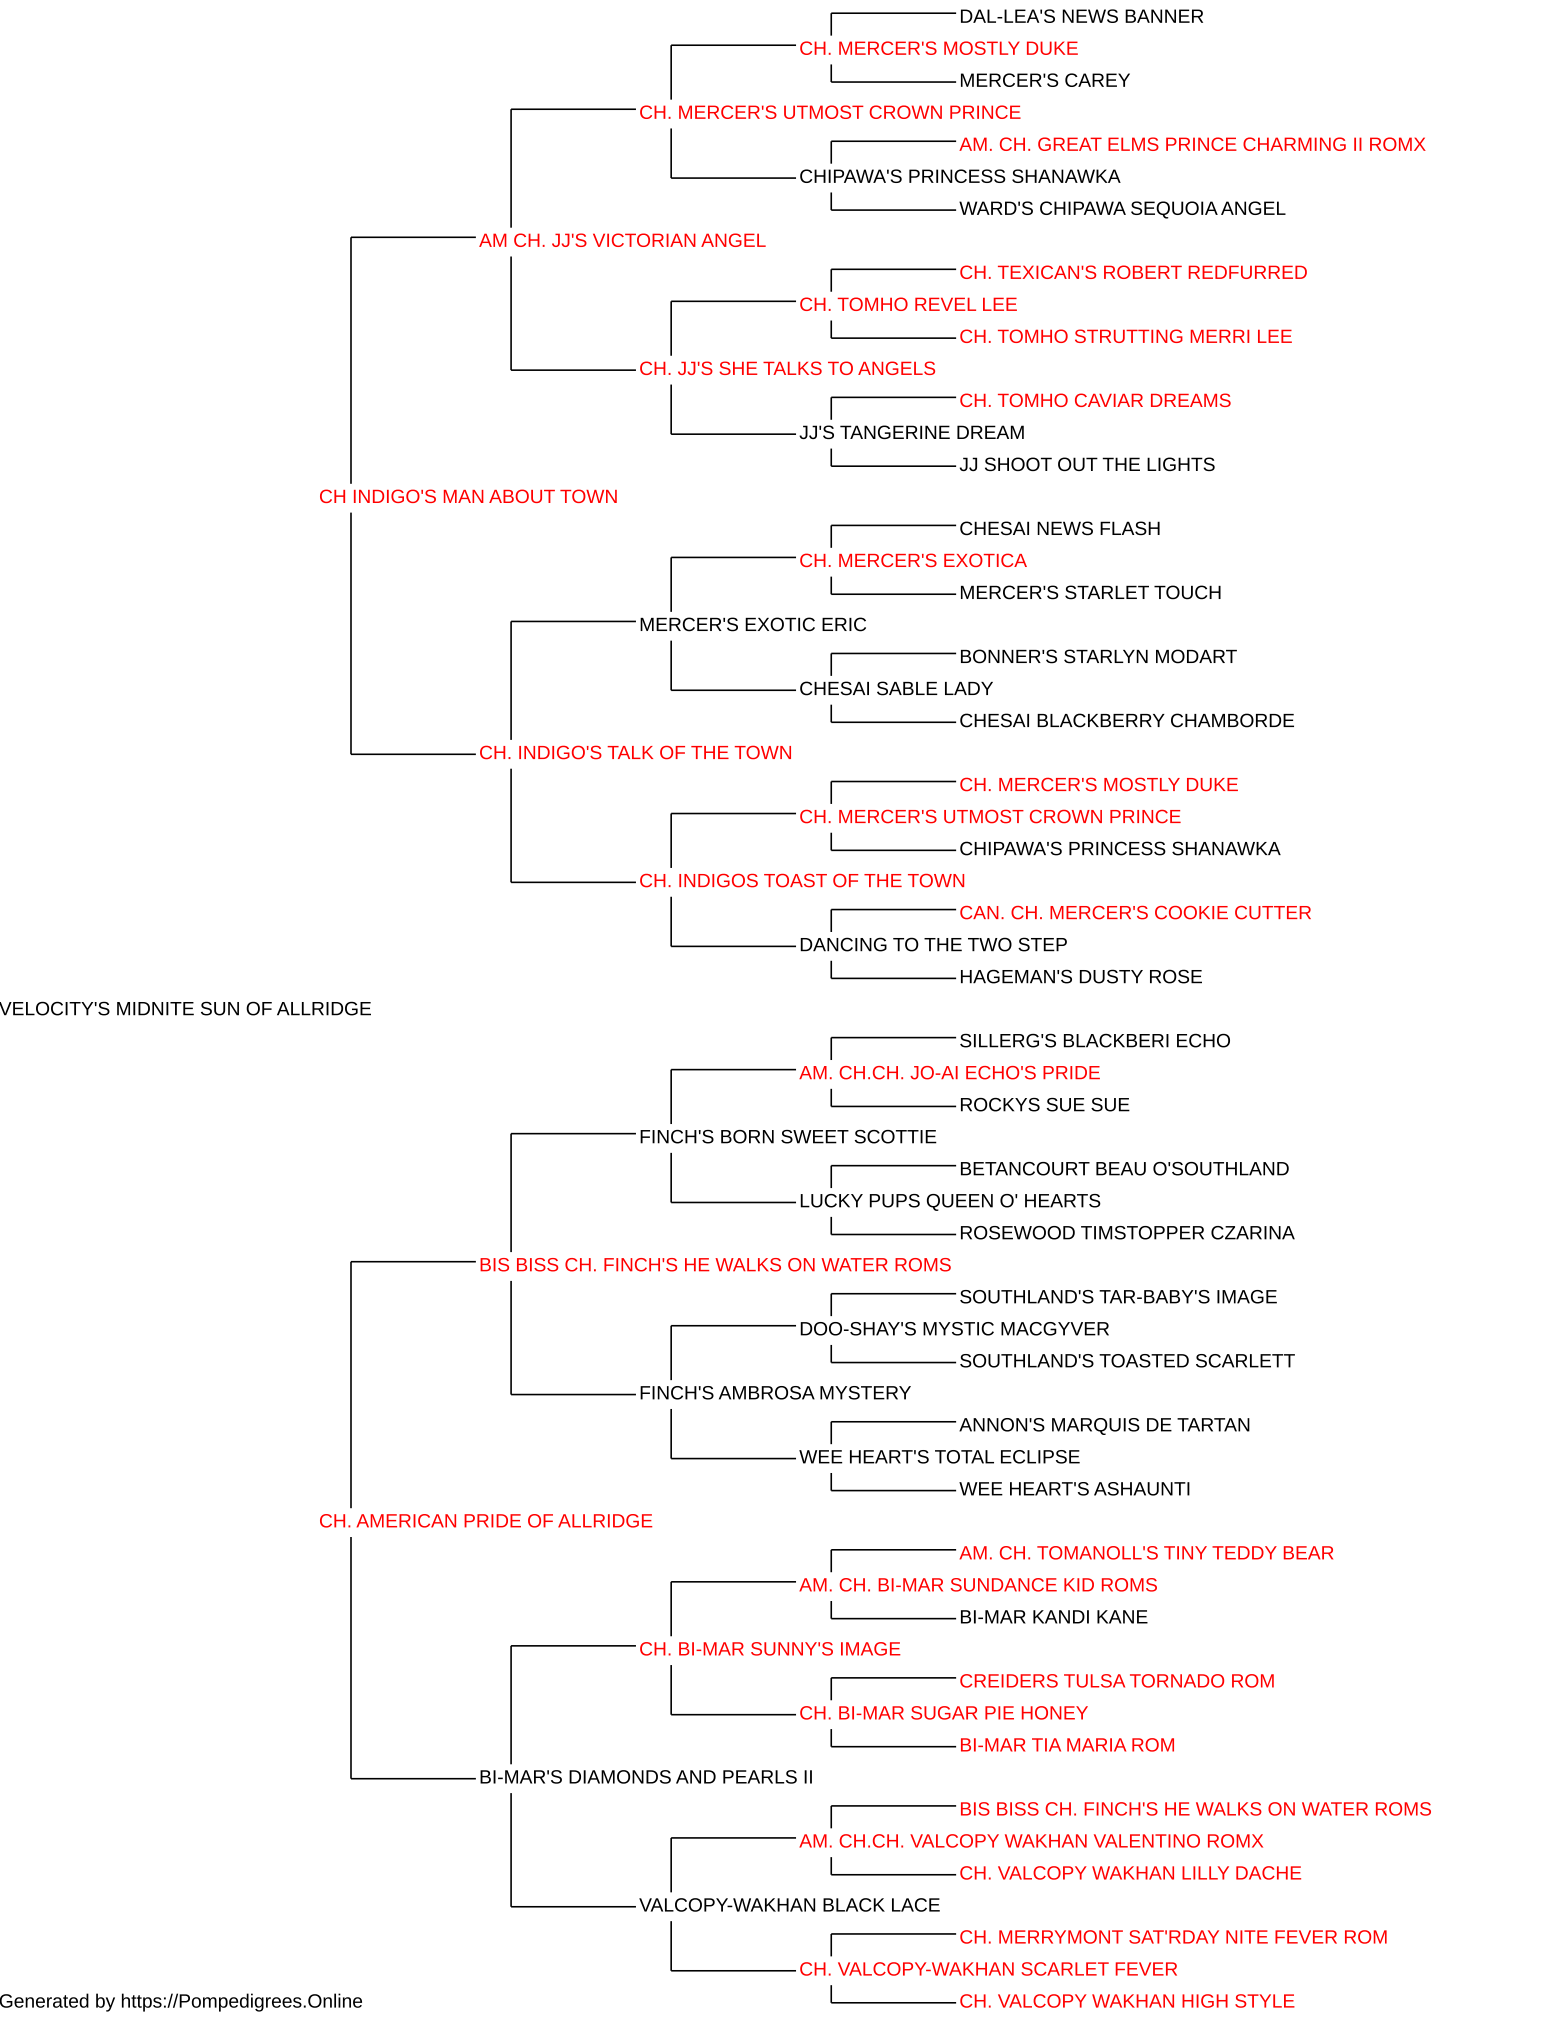 DAL-LEA'S NEWS BANNER
CH. MERCER'S MOSTLY DUKE
MERCER'S CAREY
CH. MERCER'S UTMOST CROWN PRINCE
AM. CH. GREAT ELMS PRINCE CHARMING II ROMX
CHIPAWA'S PRINCESS SHANAWKA
WARD'S CHIPAWA SEQUOIA ANGEL
AM CH. JJ'S VICTORIAN ANGEL
CH. TEXICAN'S ROBERT REDFURRED
CH. TOMHO REVEL LEE
CH. TOMHO STRUTTING MERRI LEE
CH. JJ'S SHE TALKS TO ANGELS
CH. TOMHO CAVIAR DREAMS
JJ'S TANGERINE DREAM
JJ SHOOT OUT THE LIGHTS
CH INDIGO'S MAN ABOUT TOWN
CHESAI NEWS FLASH
CH. MERCER'S EXOTICA
MERCER'S STARLET TOUCH
MERCER'S EXOTIC ERIC
BONNER'S STARLYN MODART
CHESAI SABLE LADY
CHESAI BLACKBERRY CHAMBORDE
CH. INDIGO'S TALK OF THE TOWN
CH. MERCER'S MOSTLY DUKE
CH. MERCER'S UTMOST CROWN PRINCE
CHIPAWA'S PRINCESS SHANAWKA
CH. INDIGOS TOAST OF THE TOWN
CAN. CH. MERCER'S COOKIE CUTTER
DANCING TO THE TWO STEP
HAGEMAN'S DUSTY ROSE
VELOCITY'S MIDNITE SUN OF ALLRIDGE
SILLERG'S BLACKBERI ECHO
AM. CH.CH. JO-AI ECHO'S PRIDE
ROCKYS SUE SUE
FINCH'S BORN SWEET SCOTTIE
BETANCOURT BEAU O'SOUTHLAND
LUCKY PUPS QUEEN O' HEARTS
ROSEWOOD TIMSTOPPER CZARINA
BIS BISS CH. FINCH'S HE WALKS ON WATER ROMS
SOUTHLAND'S TAR-BABY'S IMAGE
DOO-SHAY'S MYSTIC MACGYVER
SOUTHLAND'S TOASTED SCARLETT
FINCH'S AMBROSA MYSTERY
ANNON'S MARQUIS DE TARTAN
WEE HEART'S TOTAL ECLIPSE
WEE HEART'S ASHAUNTI
CH. AMERICAN PRIDE OF ALLRIDGE
AM. CH. TOMANOLL'S TINY TEDDY BEAR
AM. CH. BI-MAR SUNDANCE KID ROMS
BI-MAR KANDI KANE
CH. BI-MAR SUNNY'S IMAGE
CREIDERS TULSA TORNADO ROM
CH. BI-MAR SUGAR PIE HONEY
BI-MAR TIA MARIA ROM
BI-MAR'S DIAMONDS AND PEARLS II
BIS BISS CH. FINCH'S HE WALKS ON WATER ROMS
AM. CH.CH. VALCOPY WAKHAN VALENTINO ROMX
CH. VALCOPY WAKHAN LILLY DACHE
VALCOPY-WAKHAN BLACK LACE
CH. MERRYMONT SAT'RDAY NITE FEVER ROM
CH. VALCOPY-WAKHAN SCARLET FEVER
CH. VALCOPY WAKHAN HIGH STYLE
Generated by https://Pompedigrees.Online